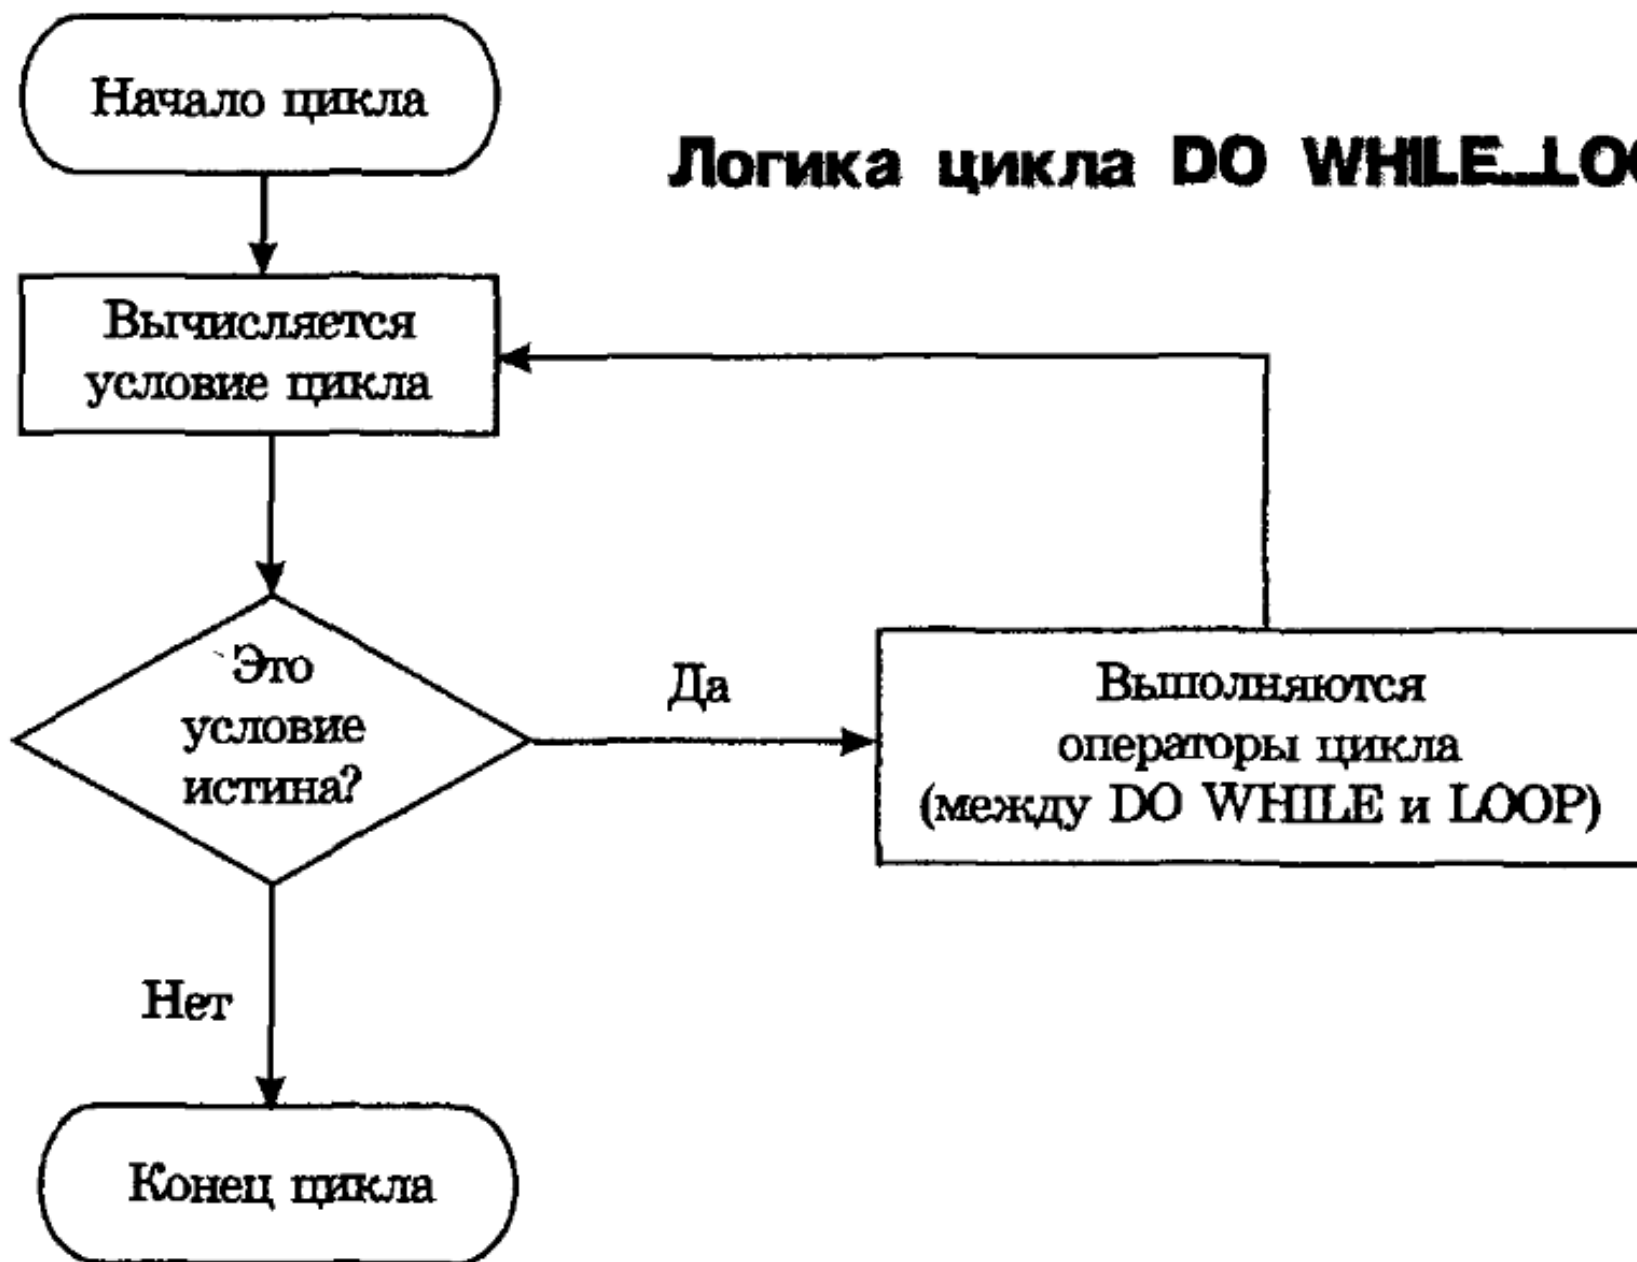 Начало цикла
Логика цикла DO WHILE...LOO
Вычисляется
условие цикла
Это
условие
истина?
Да
Выполняются
операторы цикла
(между DO WHILE и LOOP)
Нет
Конец цикла